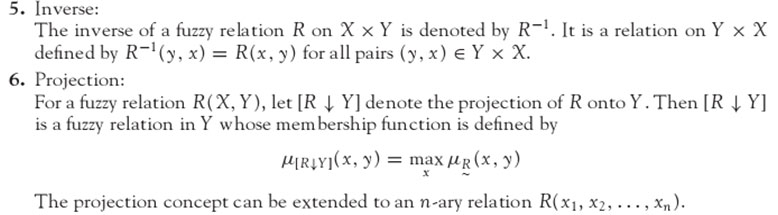 5. Inverse:
The inverse of a fuzzy relation R on X × Y is denoted by R⁻¹. It is a relation on Y × X
defined by R⁻¹(y, x) = R(x, y) for all pairs (y, x) ∈ Y × X.
6. Projection:
For a fuzzy relation R(X, Y), let [R ↓ Y] denote the projection of R onto Y. Then [R ↓ Y]
is a fuzzy relation in Y whose membership function is defined by
μ[R↓Y](x, y) = max μR̰(x, y)
x
The projection concept can be extended to an n-ary relation R(x₁, x₂, . . . , xₙ).